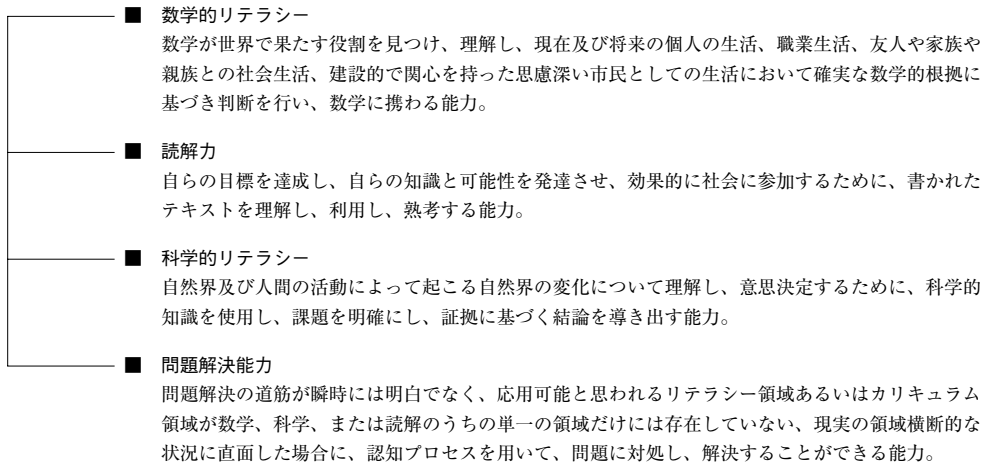 ■ 数学的リテラシー
数学が世界で果たす役割を見つけ、理解し、現在及び将来の個人の生活、職業生活、友人や家族や
親族との社会生活、建設的で関心を持った思慮深い市民としての生活において確実な数学的根拠に
基づき判断を行い、数学に携わる能力。
■ 読解力
自らの目標を達成し、自らの知識と可能性を発達させ、効果的に社会に参加するために、書かれた
テキストを理解し、利用し、熟考する能力。
■ 科学的リテラシー
自然界及び人間の活動によって起こる自然界の変化について理解し、意思決定するために、科学的
知識を使用し、課題を明確にし、証拠に基づく結論を導き出す能力。
■ 問題解決能力
問題解決の道筋が瞬時には明白でなく、応用可能と思われるリテラシー領域あるいはカリキュラム
領域が数学、科学、または読解のうちの単一の領域だけには存在していない、現実の領域横断的な
状況に直面した場合に、認知プロセスを用いて、問題に対処し、解決することができる能力。